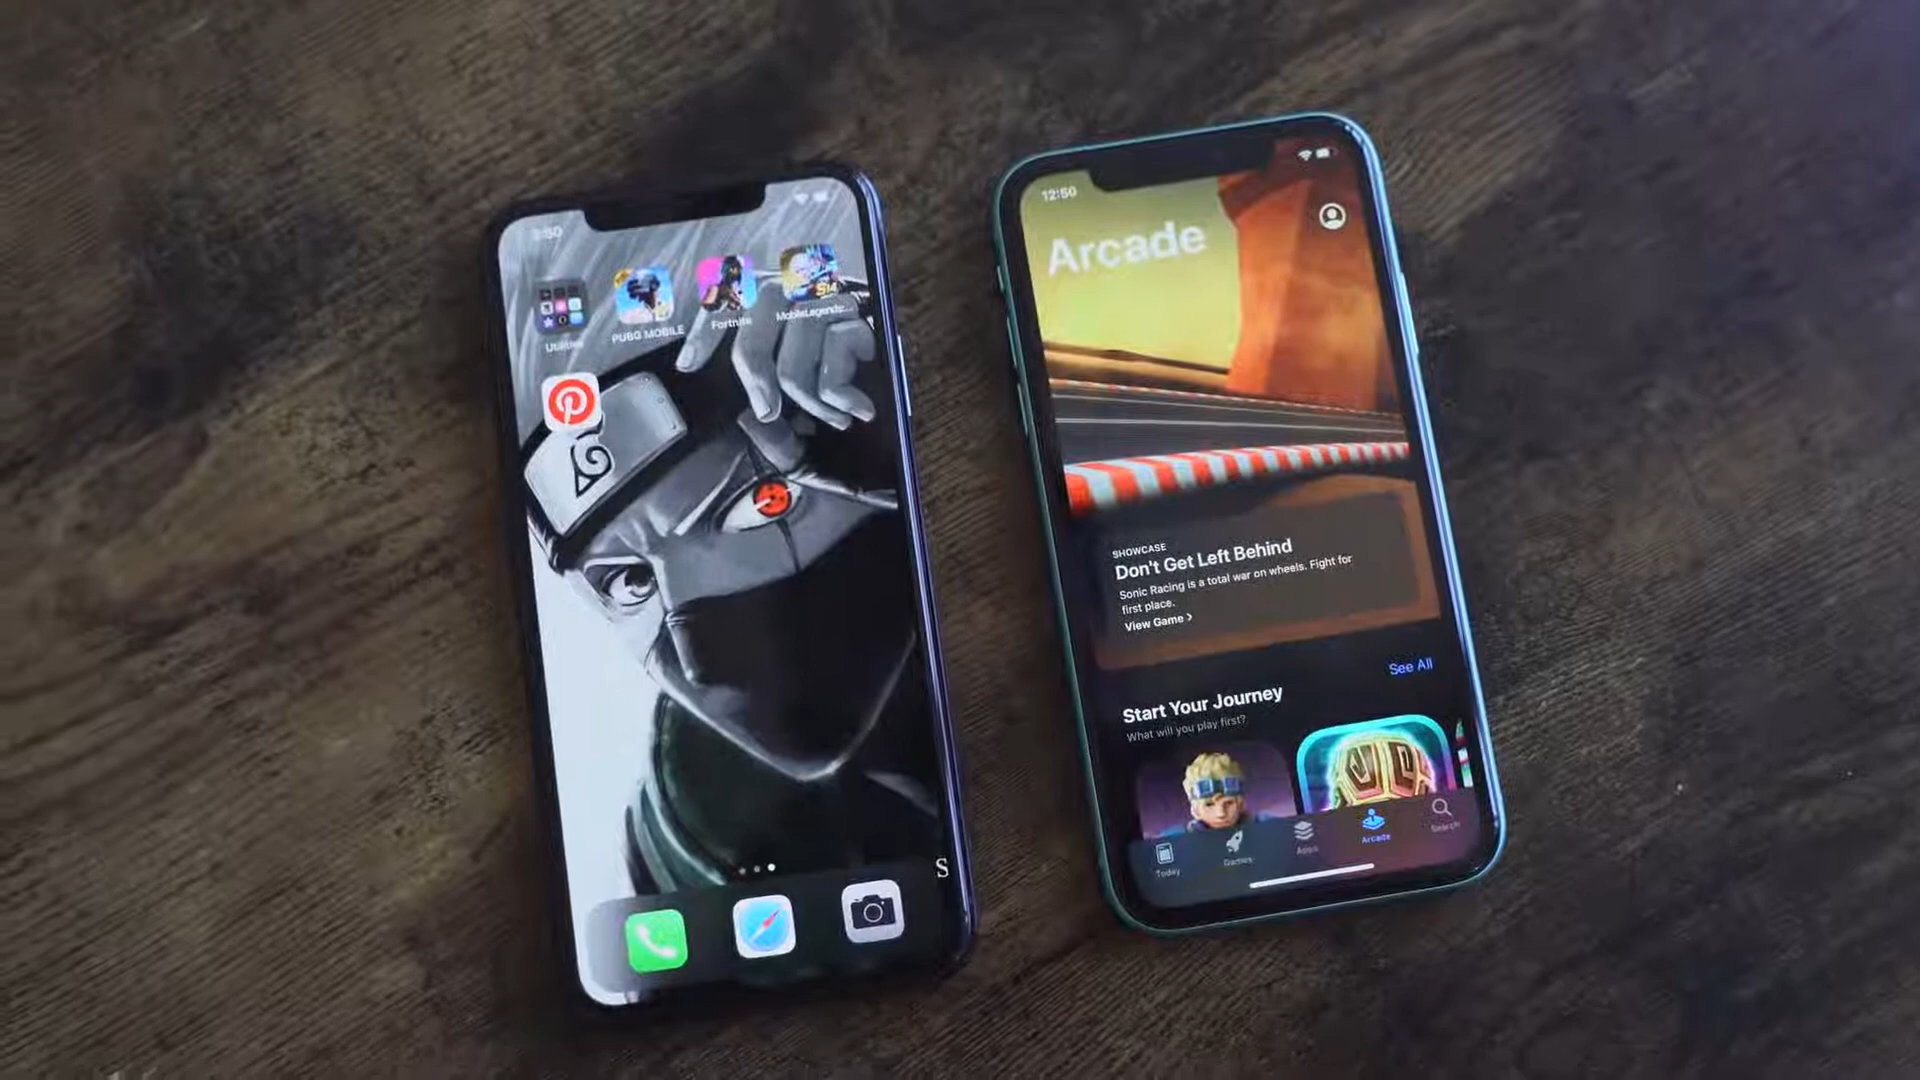 Utilities
PUBG MOBILE
Fortnite
MobileLegends:...
S14
S
12:50
Arcade
SHOWCASE
Don't Get Left Behind
Sonic Racing is a total war on wheels. Fight for
first place.
View Game >
See All
Start Your Journey
What will you play first?
Today
Games
Apps
Arcade
Search